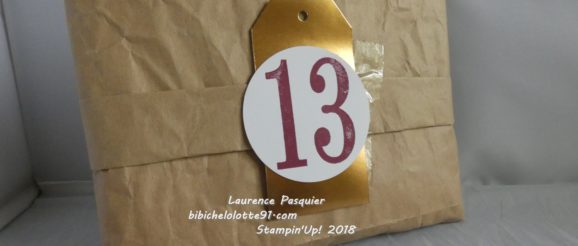 13
Laurence Pasquier
bibichelolotte91.com
Stampin'Up! 2018